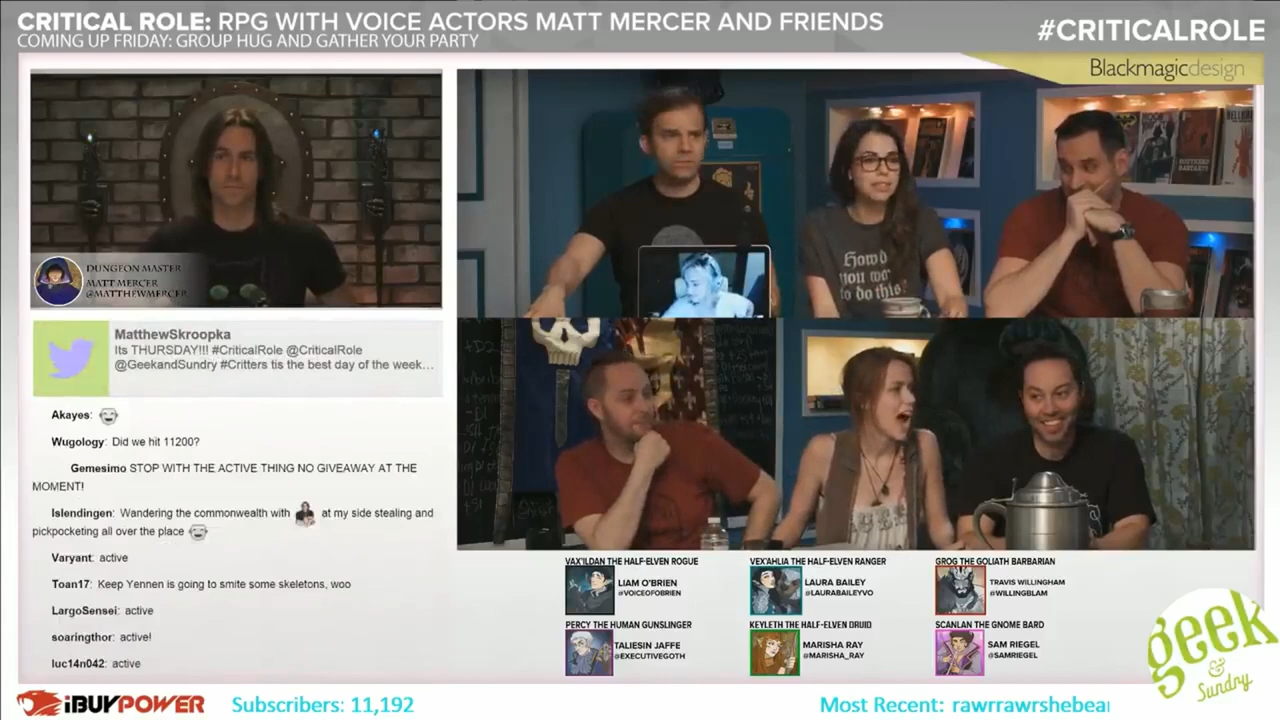 CRITICAL ROLE: RPG WITH VOICE ACTORS MATT MERCER AND FRIENDS
COMING UP FRIDAY: GROUP HUG AND GATHER YOUR PARTY
#CRITICALROLE
Blackmagicdesign
DUNGEON MASTER
MATT MERCER
@MATTHEWMERCER
MatthewSkroopka
Its THURSDAY!!! #CriticalRole @CriticalRole
@GeekandSundry #Critters tis the best day of the week…
Akayes:
Wugology: Did we hit 11200?
Gemesimo STOP WITH THE ACTIVE THING NO GIVEAWAY AT THE
MOMENT!
Islendingen: Wandering the commonwealth with at my side stealing and
pickpocketing all over the place
Varyant: active
Toan17: Keep Yennen is going to smite some skeletons, woo
LargoSensei: active
soaringthor: active!
luc14n042: active
VAX'ILDAN THE HALF-ELVEN ROGUE
LIAM O'BRIEN
@VOICEOFOBRIEN
VEX'AHLIA THE HALF-ELVEN RANGER
LAURA BAILEY
@LAURABAILEYVO
GROG THE GOLIATH BARBARIAN
TRAVIS WILLINGHAM
@WILLINGBLAM
PERCY THE HUMAN GUNSLINGER
TALIESIN JAFFE
@EXECUTIVEGOTH
KEYLETH THE HALF-ELVEN DRUID
MARISHA RAY
@MARISHA_RAY
SCANLAN THE GNOME BARD
SAM RIEGEL
@SAMRIEGEL
geek
&
Sundry
iBUYPOWER
Subscribers: 11,192
Most Recent: rawrrawrshebear